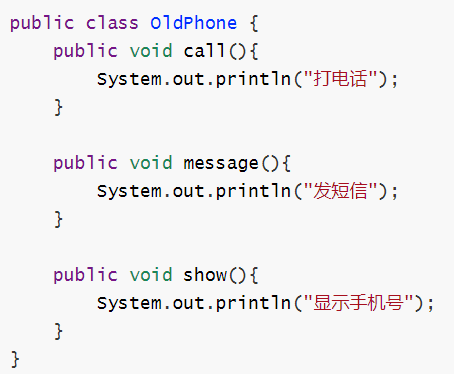 public class OldPhone {
    public void call(){
        System.out.println("打电话");
    }

    public void message(){
        System.out.println("发短信");
    }

    public void show(){
        System.out.println("显示手机号");
    }
}